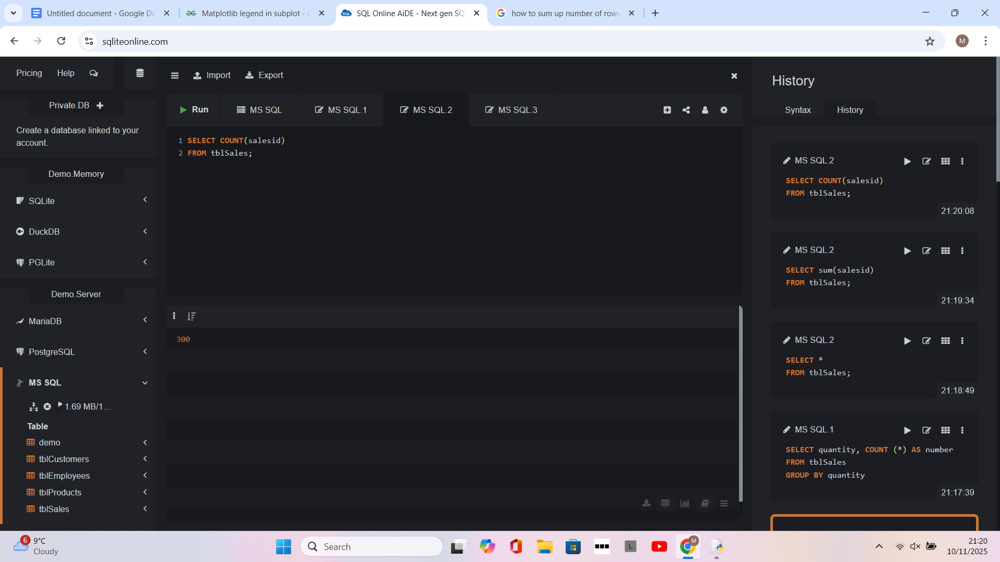 Untitled document - Google Do
Matplotlib legend in subplot - G
SQL Online AiDE - Next gen SQ
how to sum up number of rows
sqliteonline.com
M
Pricing
Help
Import
Export
Private.DB
Create a database linked to your
account.
Demo.Memory
SQLite
DuckDB
PGLite
Demo.Server
MariaDB
PostgreSQL
MS SQL
1.69 MB/1...
Table
demo
tblCustomers
tblEmployees
tblProducts
tblSales
Run
MS SQL
MS SQL.1
MS SQL.2
MS SQL.3
1 SELECT COUNT(salesid)
2 FROM tblSales;
300
History
Syntax
History
MS SQL.2
SELECT COUNT(salesid)
FROM tblSales;
21:20:08
MS SQL.2
SELECT sum(salesid)
FROM tblSales;
21:19:34
MS SQL.2
SELECT *
FROM tblSales;
21:18:49
MS SQL.1
SELECT quantity, COUNT (*) AS number
FROM tblSales
GROUP BY quantity
21:17:39
6
9°C
Cloudy
Search
L
M
21:20
10/11/2025